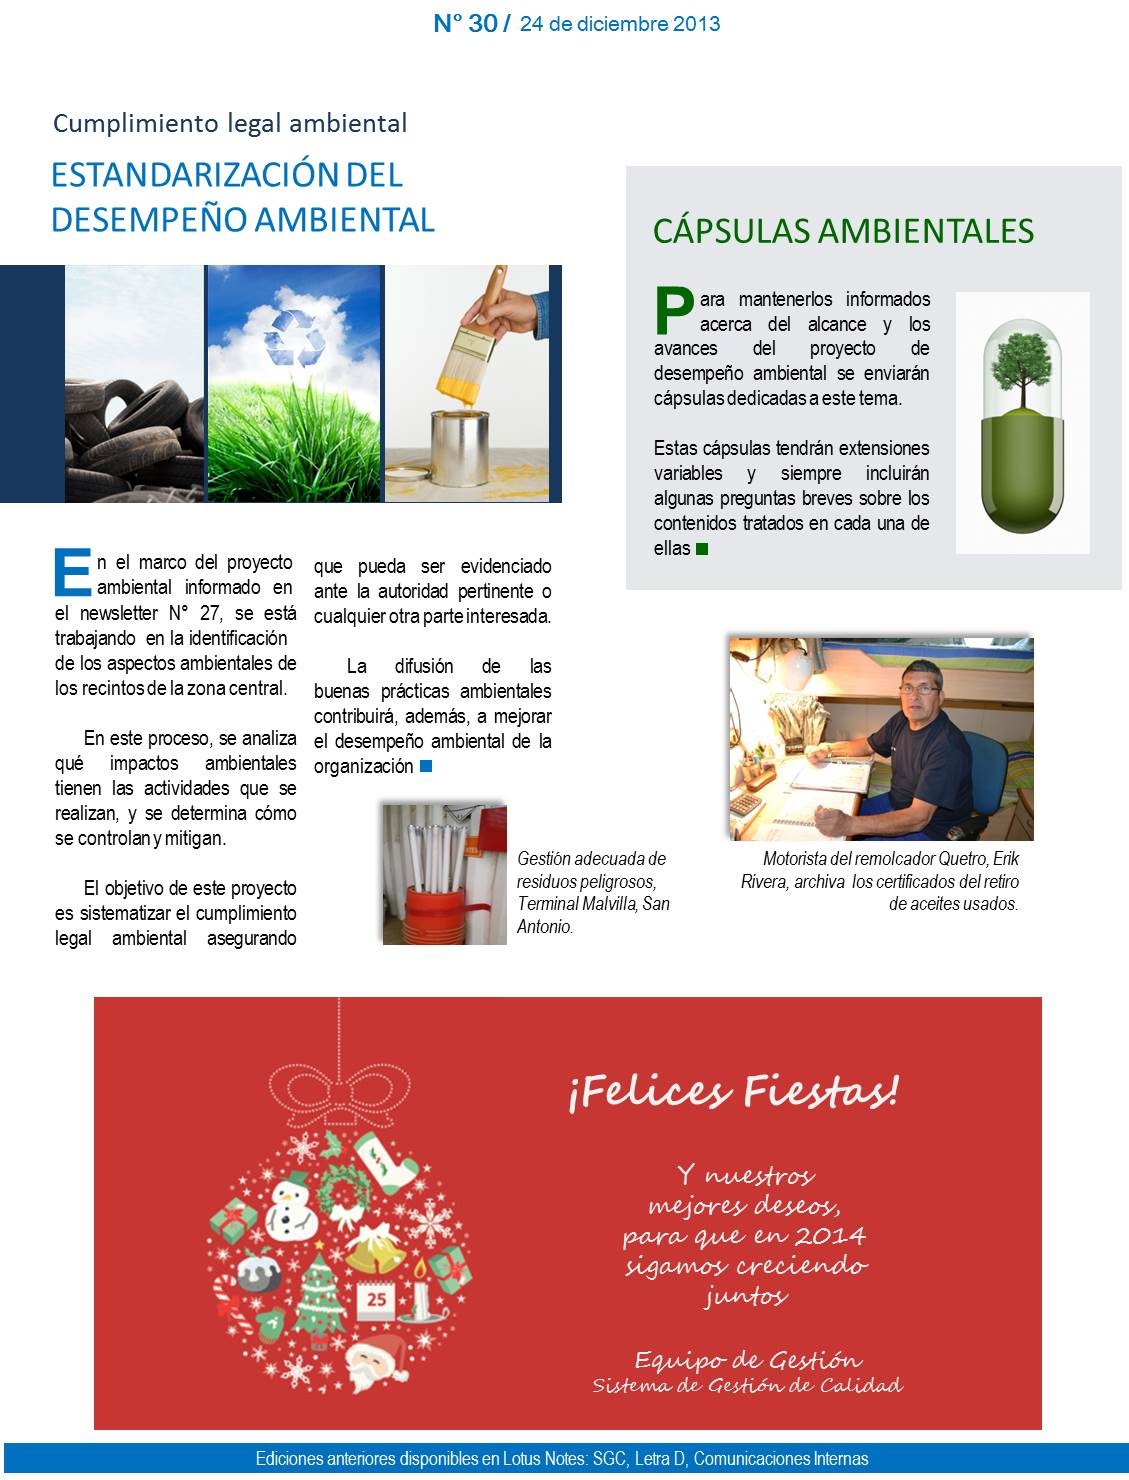 N° 30 / 24 de diciembre 2013
Cumplimiento legal ambiental
ESTANDARIZACIÓN DEL
DESEMPEÑO AMBIENTAL
En el marco del proyecto
ambiental informado en
el newsletter N° 27, se está
trabajando en la identificación
de los aspectos ambientales de
los recintos de la zona central.
En este proceso, se analiza
qué impactos ambientales
tienen las actividades que se
realizan, y se determina cómo
se controlan y mitigan.
El objetivo de este proyecto
es sistematizar el cumplimiento
legal ambiental asegurando
que pueda ser evidenciado
ante la autoridad pertinente o
cualquier otra parte interesada.
La difusión de las
buenas prácticas ambientales
contribuirá, además, a mejorar
el desempeño ambiental de la
organización
Gestión adecuada de
residuos peligrosos,
Terminal Malvilla, San
Antonio.
CÁPSULAS AMBIENTALES
Para mantenerlos informados
acerca del alcance y los
avances del proyecto de
desempeño ambiental se enviarán
cápsulas dedicadas a este tema.
Estas cápsulas tendrán extensiones
variables y siempre incluirán
algunas preguntas breves sobre los
contenidos tratados en cada una de
ellas
Motorista del remolcador Quetro, Erik
Rivera, archiva los certificados del retiro
de aceites usados.
25
¡Felices Fiestas!
Y nuestros
mejores deseos,
para que en 2014
sigamos creciendo
juntos
Equipo de Gestión
Sistema de Gestión de Calidad
Ediciones anteriores disponibles en Lotus Notes: SGC, Letra D, Comunicaciones Internas